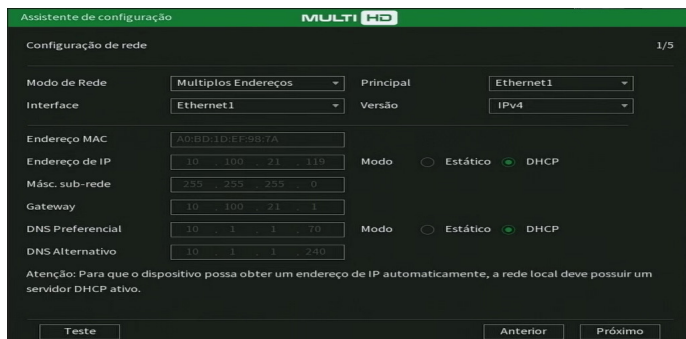 Assistente de configuração MULTI HD
Configuração de rede 1/5
Modo de Rede Multiplos Endereços Principal Ethernet1
Interface Ethernet1 Versão IPv4
Endereço MAC A0:BD:1D:EF:98:7A
Endereço de IP 10 . 100 . 21 . 119 Modo Estático DHCP
Másc. sub-rede 255 . 255 . 255 . 0
Gateway 10 . 100 . 21 . 1
DNS Preferencial 10 . 1 . 1 . 70 Modo Estático DHCP
DNS Alternativo 10 . 1 . 1 . 240
Atenção: Para que o dispositivo possa obter um endereço de IP automaticamente, a rede local deve possuir um
servidor DHCP ativo.
Teste Anterior Próximo